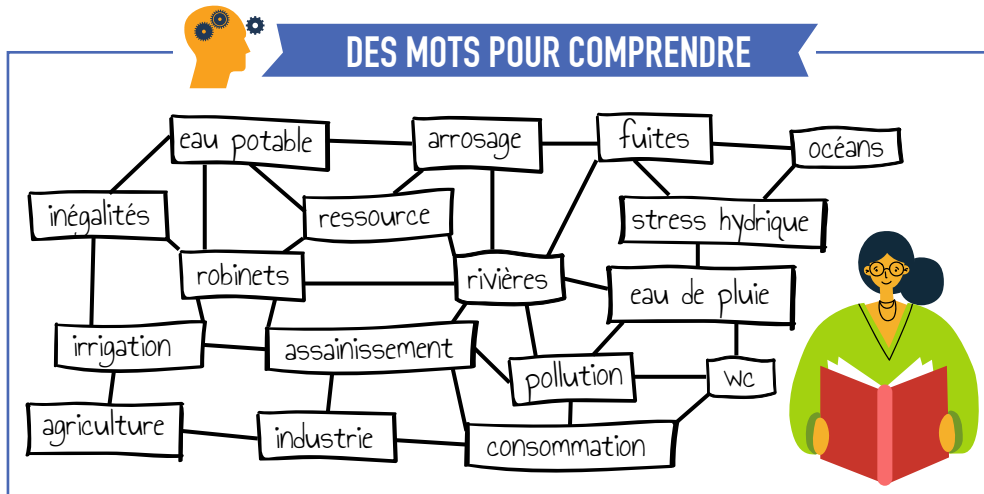 DES MOTS POUR COMPRENDRE
eau potable
arrosage
fuites
océans
inégalités
ressource
stress hydrique
robinets
rivières
eau de pluie
irrigation
assainissement
pollution
wc
agriculture
industrie
consommation